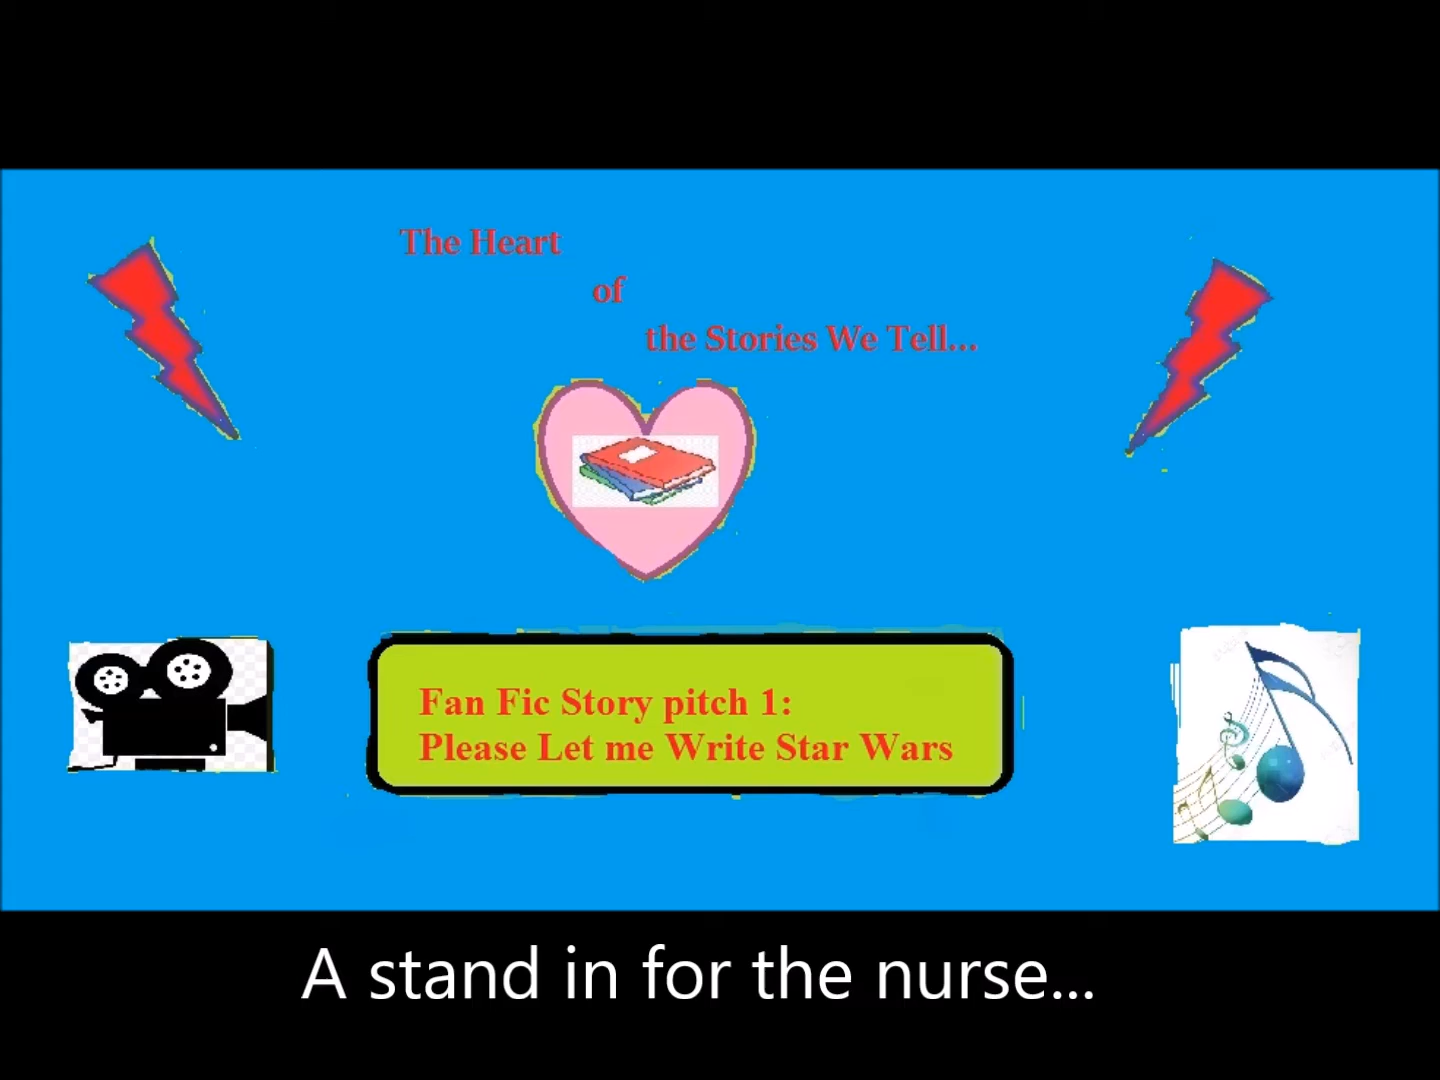 The Heart
of
the Stories We Tell...
Fan Fic Story pitch 1:
Please Let me Write Star Wars
A stand in for the nurse...